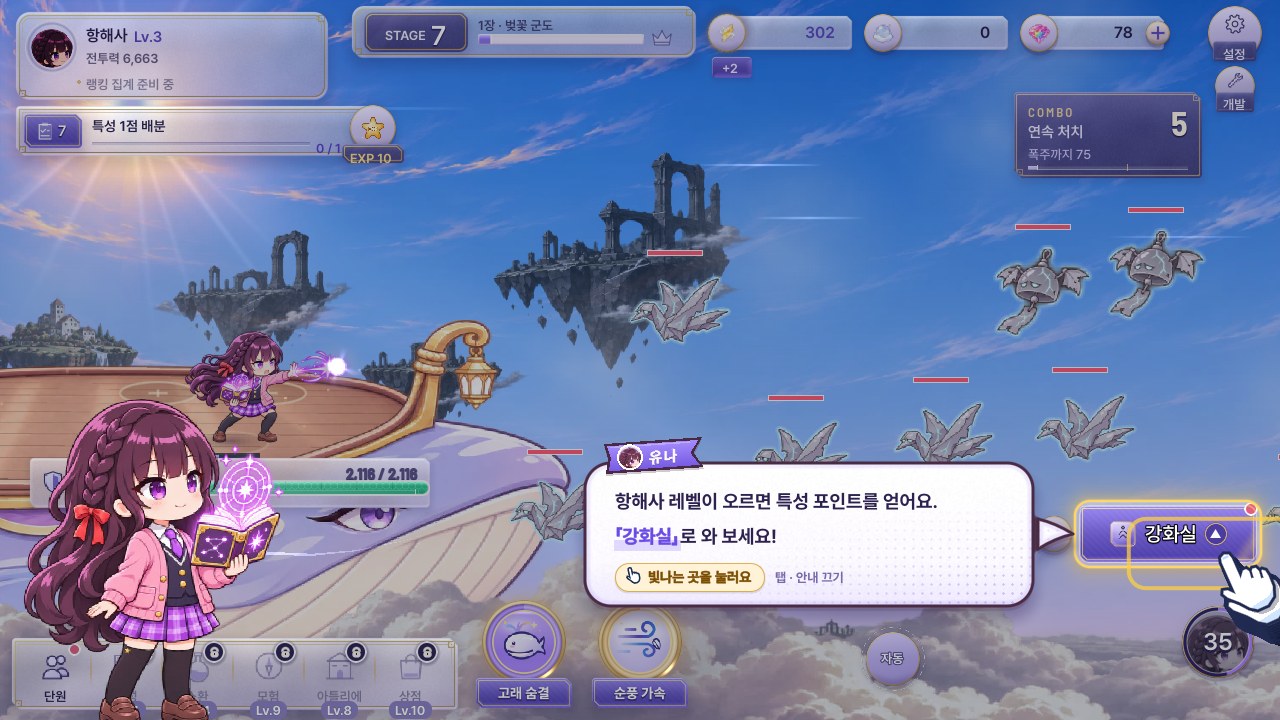 항해사 Lv.3
전투력 6,663
랭킹 집계 준비 중
STAGE 7
1장 · 벚꽃 군도
302
+2
0
78
설정
개발
7
특성 1점 배분
0 / 1
EXP 10
COMBO
연속 처치
5
폭주까지 75
2,116 / 2,116
유나
항해사 레벨이 오르면 특성 포인트를 얻어요.
「강화실」로 와 보세요!
빛나는 곳을 눌러요
탭 · 안내 끄기
강화실
35
자동
고래 숨결
순풍 가속
단원
모험
Lv.9
아틀리에
Lv.8
상점
Lv.10